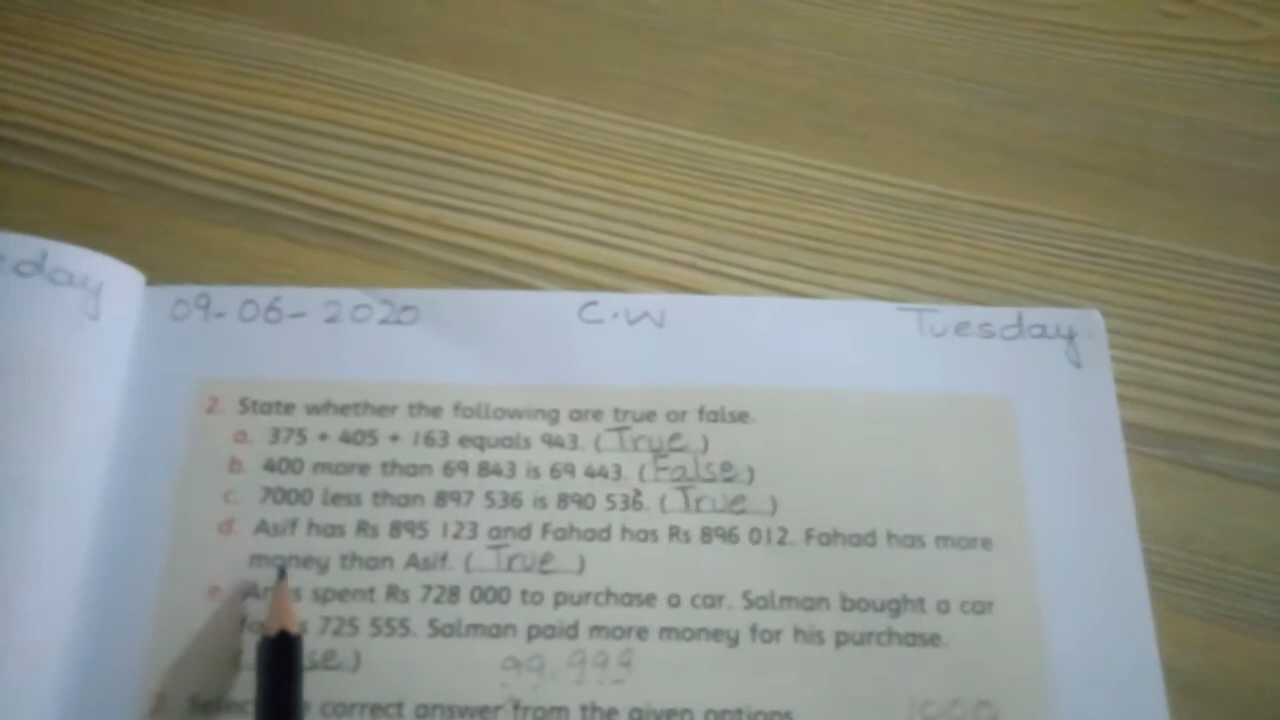 day
09-06-2020 C.W Tuesday
2. State whether the following are true or false.
a. 375 + 405 + 163 equals 943. (True)
b. 400 more than 69 843 is 69 443. (False)
c. 7000 less than 897 536 is 890 536. (True)
d. Asif has Rs 895 123 and Fahad has Rs 896 012. Fahad has more
money than Asif. (True)
e. spent Rs 728 000 to purchase a car. Salman bought a car
725 555. Salman paid more money for his purchase.
se) 99,999
correct answer from the given options. 1000